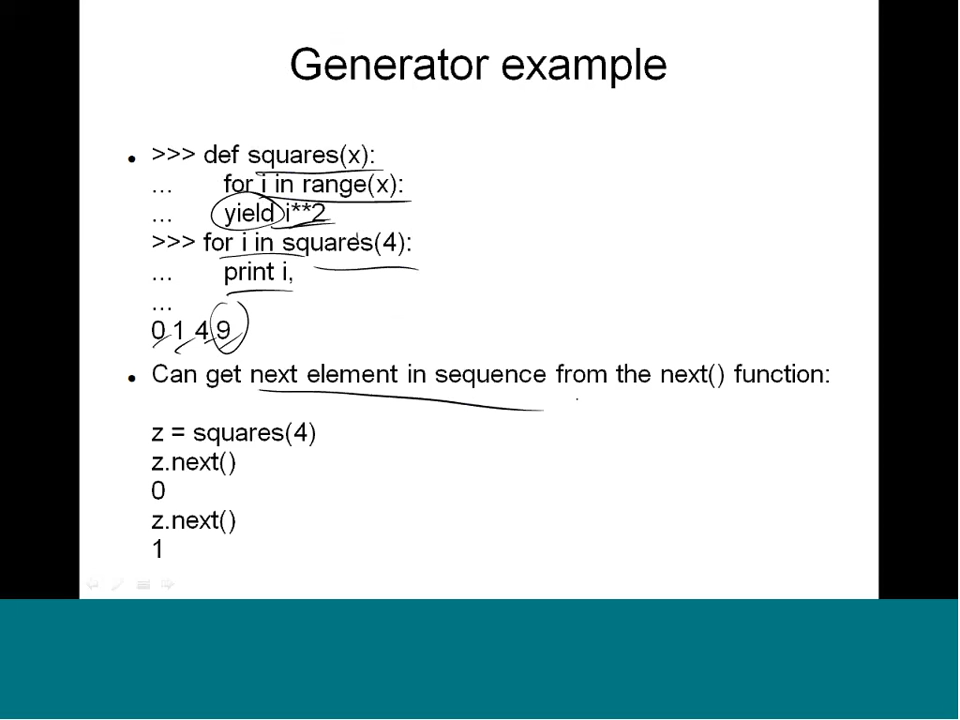 Generator example
• >>> def squares(x):
... for i in range(x):
... yield i**2
>>> for i in squares(4):
... print i,
...
0 1 4 9
• Can get next element in sequence from the next() function:
z = squares(4)
z.next()
0
z.next()
1